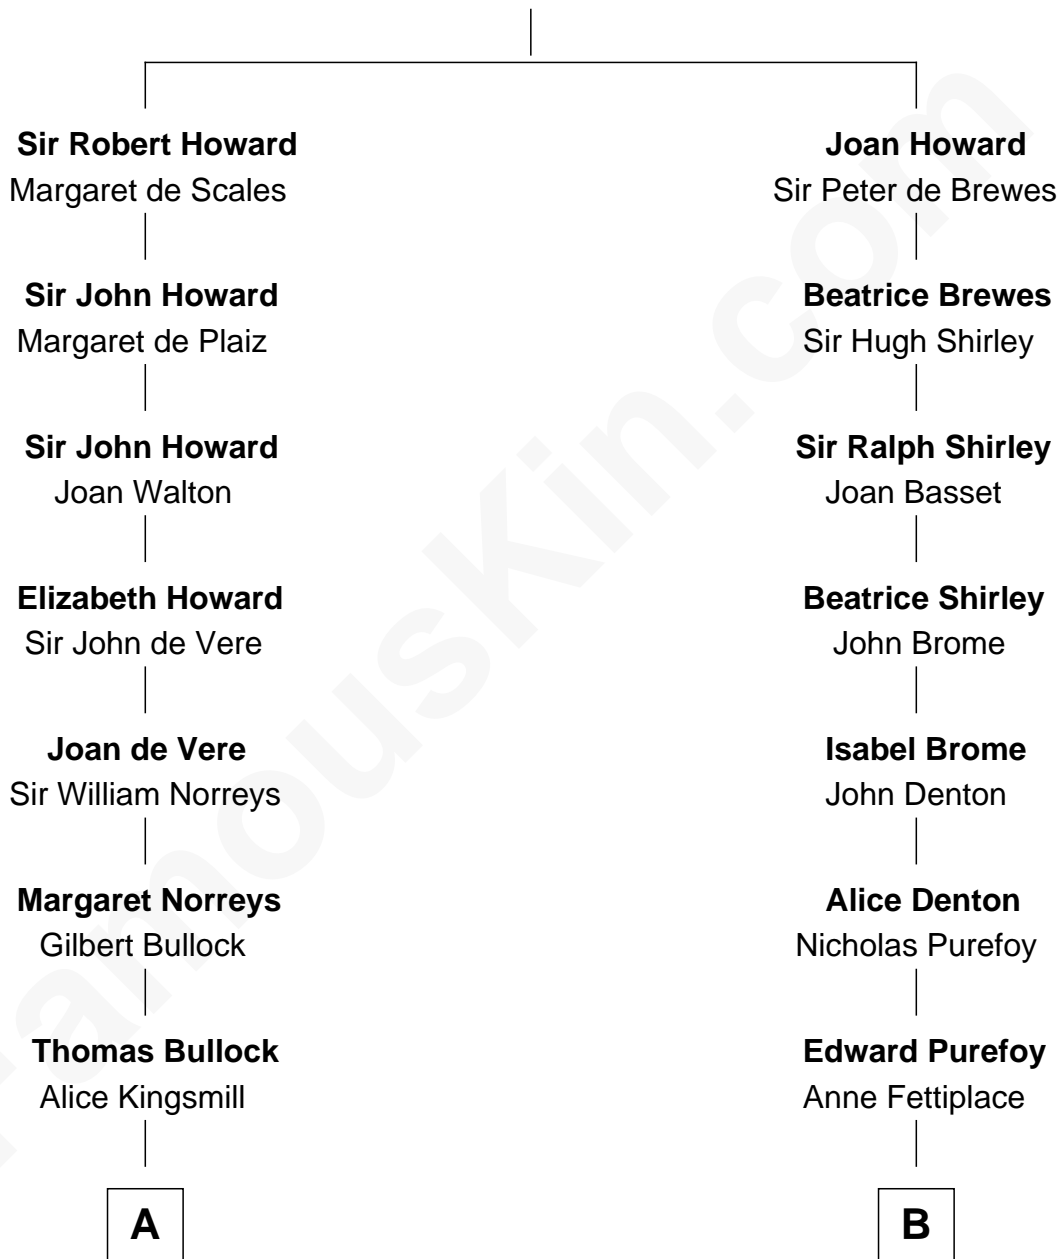 Sir Robert Howard
Margaret de Scales
Sir John Howard
Margaret de Plaiz
Sir John Howard
Joan Walton
Elizabeth Howard
Sir John de Vere
Joan de Vere
Sir William Norreys
Margaret Norreys
Gilbert Bullock
Thomas Bullock
Alice Kingsmill
A
Joan Howard
Sir Peter de Brewes
Beatrice Brewes
Sir Hugh Shirley
Sir Ralph Shirley
Joan Basset
Beatrice Shirley
John Brome
Isabel Brome
John Denton
Alice Denton
Nicholas Purefoy
Edward Purefoy
Anne Fettiplace
B
FamousKin.com